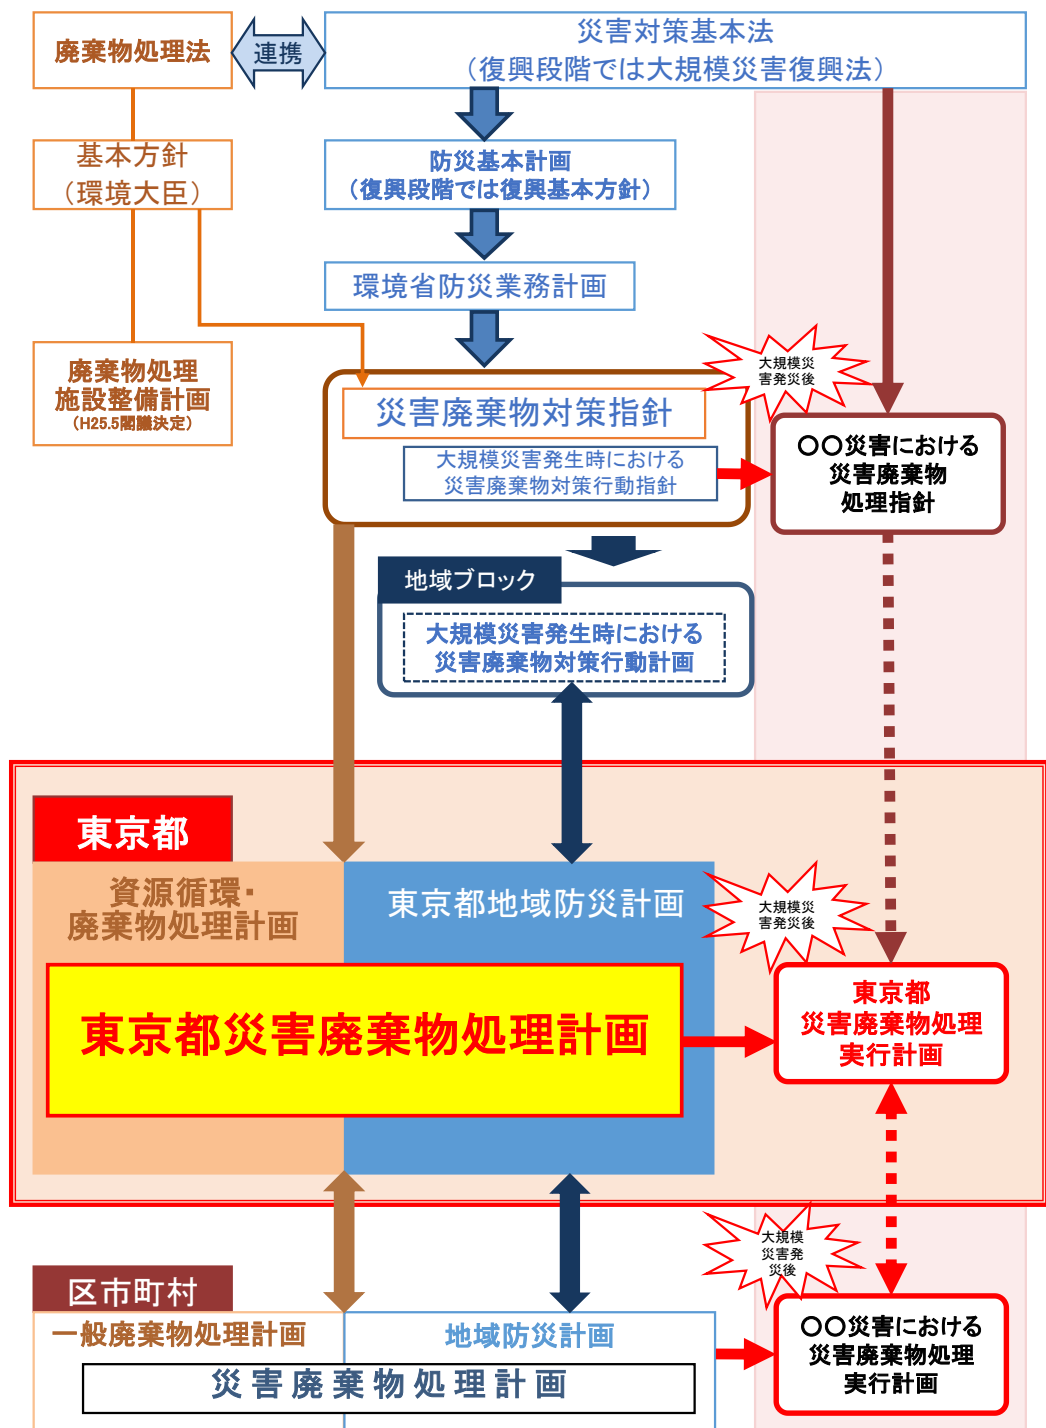 廃棄物処理法
連携
災害対策基本法
（復興段階では大規模災害復興法）
基本方針
（環境大臣）
防災基本計画
（復興段階では復興基本方針）
環境省防災業務計画
廃棄物処理
施設整備計画
（H25.5閣議決定）
大規模災
害発災後
災害廃棄物対策指針
大規模災害発生時における
災害廃棄物対策行動指針
〇〇災害における
災害廃棄物
処理指針
地域ブロック
大規模災害発生時における
災害廃棄物対策行動計画
東京都
資源循環・
廃棄物処理計画
東京都地域防災計画
大規模災
害発災後
東京都災害廃棄物処理計画
東京都
災害廃棄物処理
実行計画
大規模
災害発
災後
区市町村
一般廃棄物処理計画
地域防災計画
災害廃棄物処理計画
〇〇災害における
災害廃棄物処理
実行計画